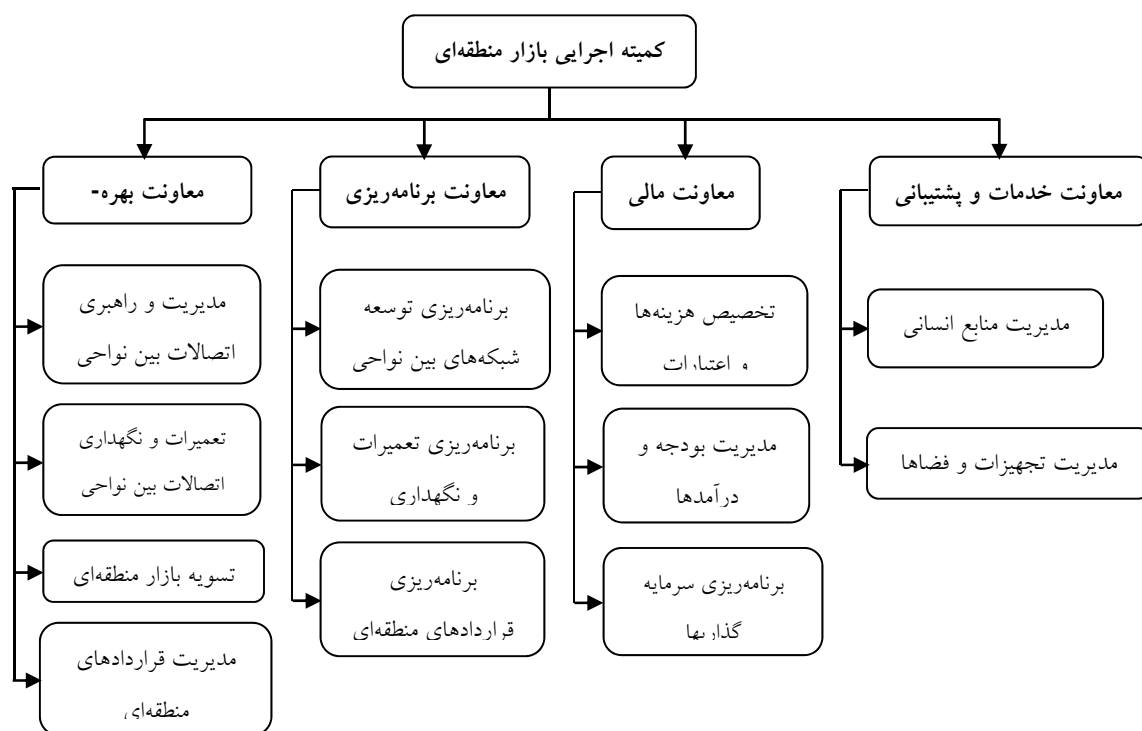 کمیته اجرایی بازار منطقه‌ای
معاونت خدمات و پشتیبانی
معاونت مالی
معاونت برنامه‌ریزی
معاونت بهره-
مدیریت منابع انسانی
مدیریت تجهیزات و فضاها
تخصیص هزینه‌ها
و اعتبارات
مدیریت بودجه و
درآمدها
برنامه‌ریزی سرمایه
گذاریها
برنامه‌ریزی توسعه
شبکه‌های بین نواحی
برنامه‌ریزی تعمیرات
و نگهداری
برنامه‌ریزی
قراردادهای منطقه‌ای
مدیریت و راهبری
اتصالات بین نواحی
تعمیرات و نگهداری
اتصالات بین نواحی
تسویه بازار منطقه‌ای
مدیریت قراردادهای
منطقه‌ای